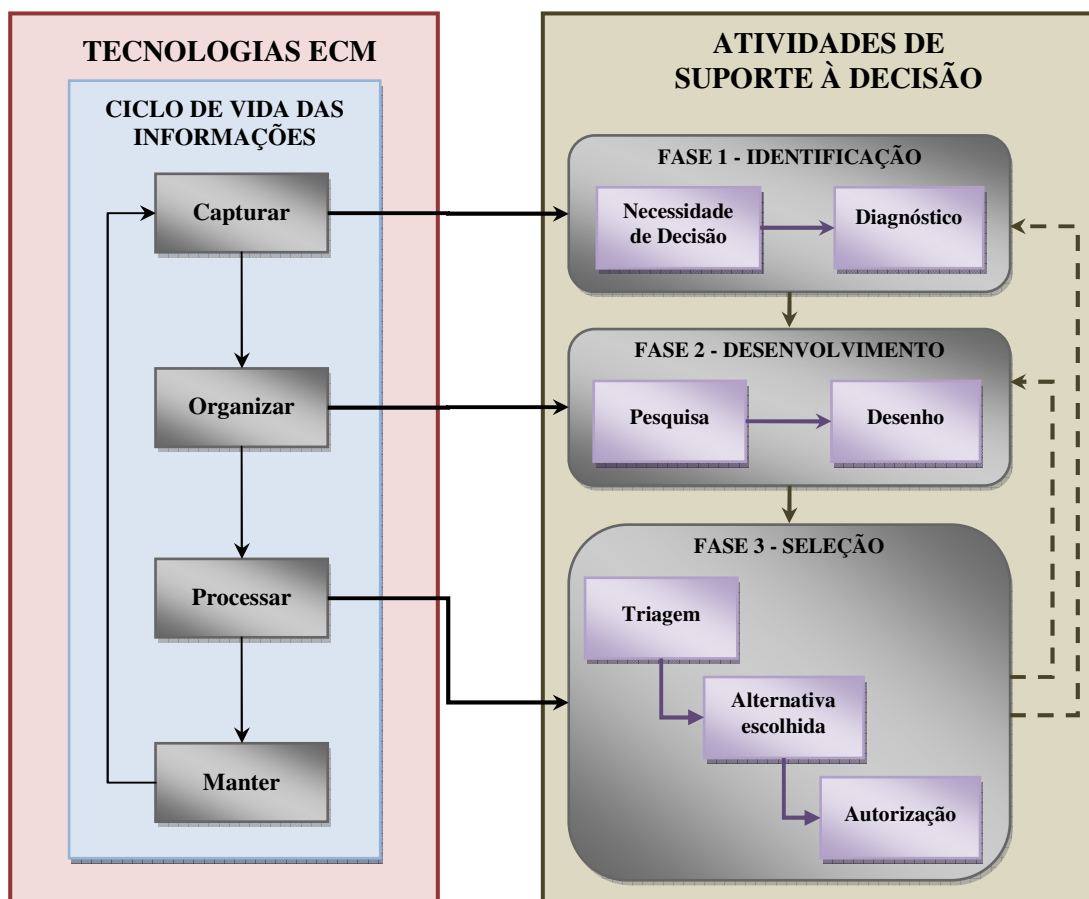 TECNOLOGIAS ECM
CICLO DE VIDA DAS
INFORMAÇÕES
Capturar
Organizar
Processar
Manter
ATIVIDADES DE
SUPORTE À DECISÃO
FASE 1 - IDENTIFICAÇÃO
Necessidade
de Decisão
Diagnóstico
FASE 2 - DESENVOLVIMENTO
Pesquisa
Desenho
FASE 3 - SELEÇÃO
Triagem
Alternativa
escolhida
Autorização